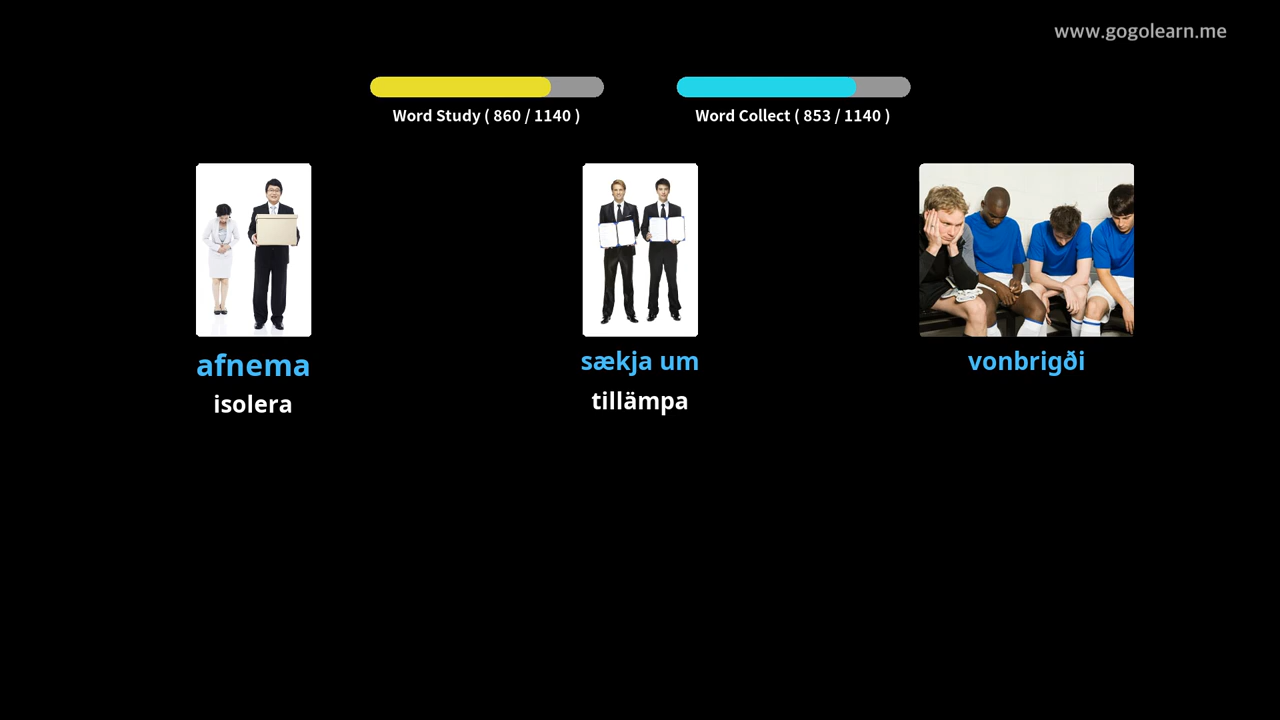 www.gogolearn.me
Word Study ( 860 / 1140 )
Word Collect ( 853 / 1140 )
afnema
isolera
sækja um
tillämpa
vonbrigði